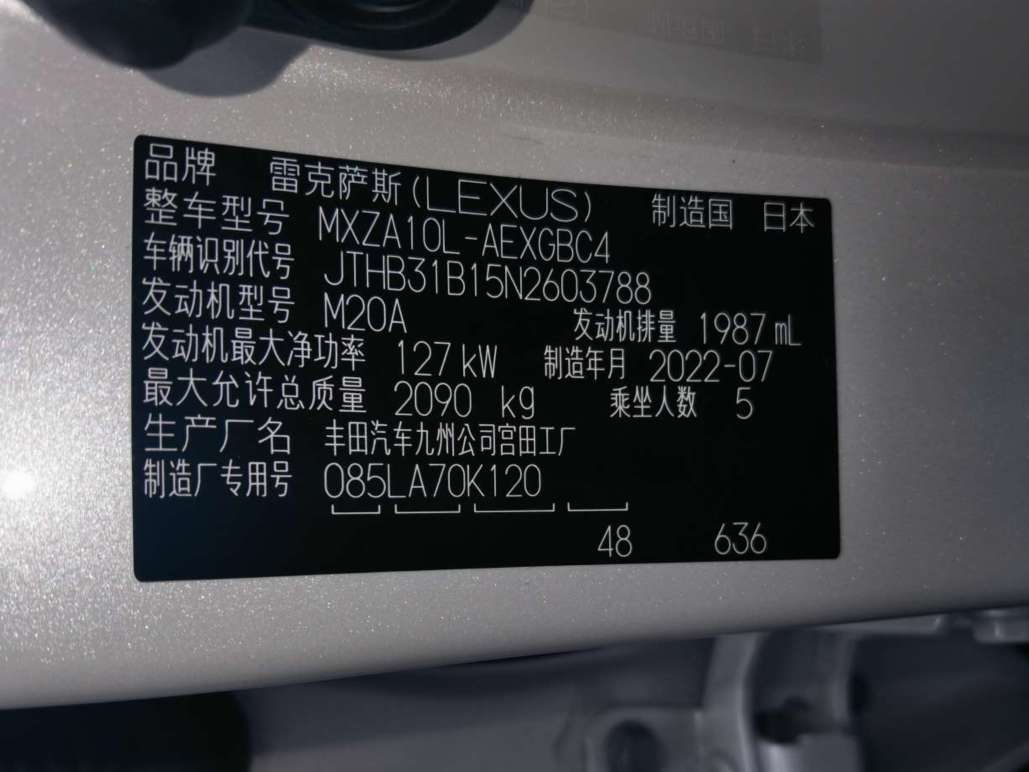 品牌 雷克萨斯(LEXUS) 制造国 日本
整车型号 MXZA10L-AEXGBC4
车辆识别代号 JTHB31B15N2603788
发动机型号 M20A 发动机排量 1987 mL
发动机最大净功率 127 kW 制造年月 2022-07
最大允许总质量 2090 kg 乘坐人数 5
生产厂名 丰田汽车九州公司宫田工厂
制造厂专用号 085LA70K120
48 636